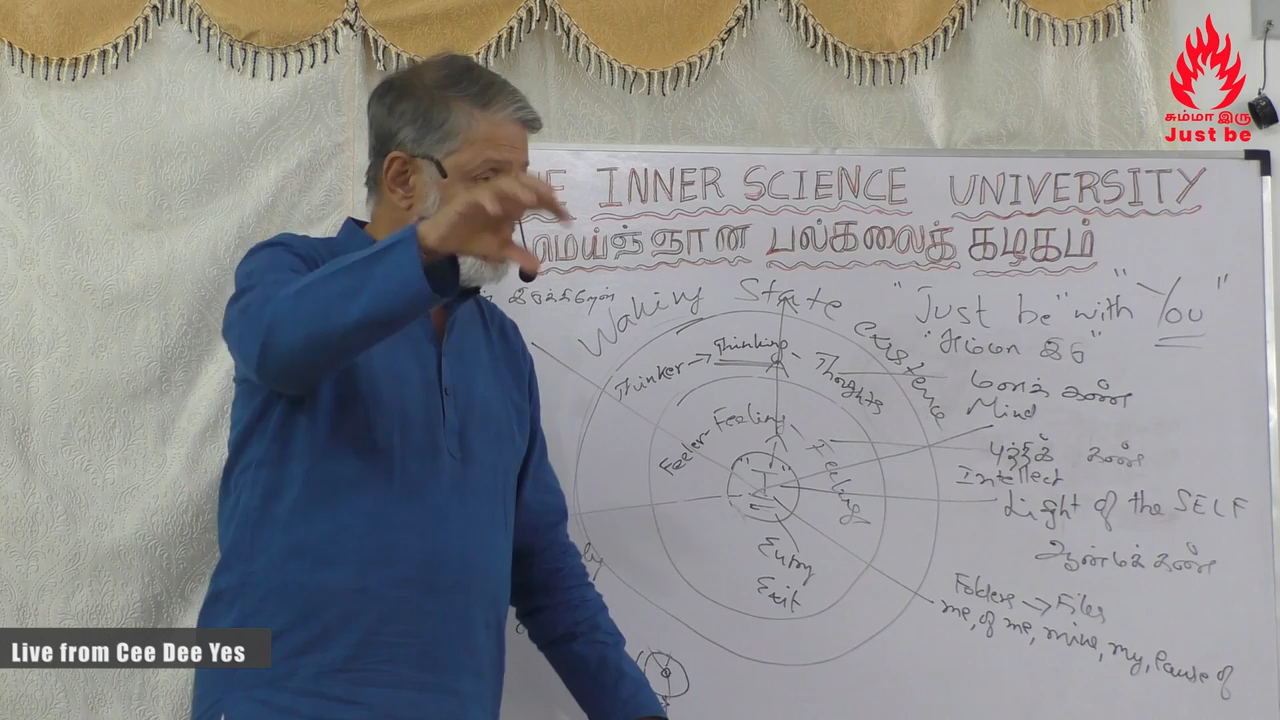 சும்மா இரு
Just be
INNER SCIENCE UNIVERSITY
மெய்ஞ்ஞான பல்கலைக் கழகம்
"Just be" with "You"
"சும்மா இரு"
Waking State existence
Thinker → Thinking - Thoughts
மனக் கண்
Mind
Feeler - Feeling - Feeling
புத்திக் கண்
Intellect
I
Light of the SELF
ஆன்மக் கண்
Entry
Exit
Folders → Files
me, of me, mine, my, Cause of
Live from Cee Dee Yes